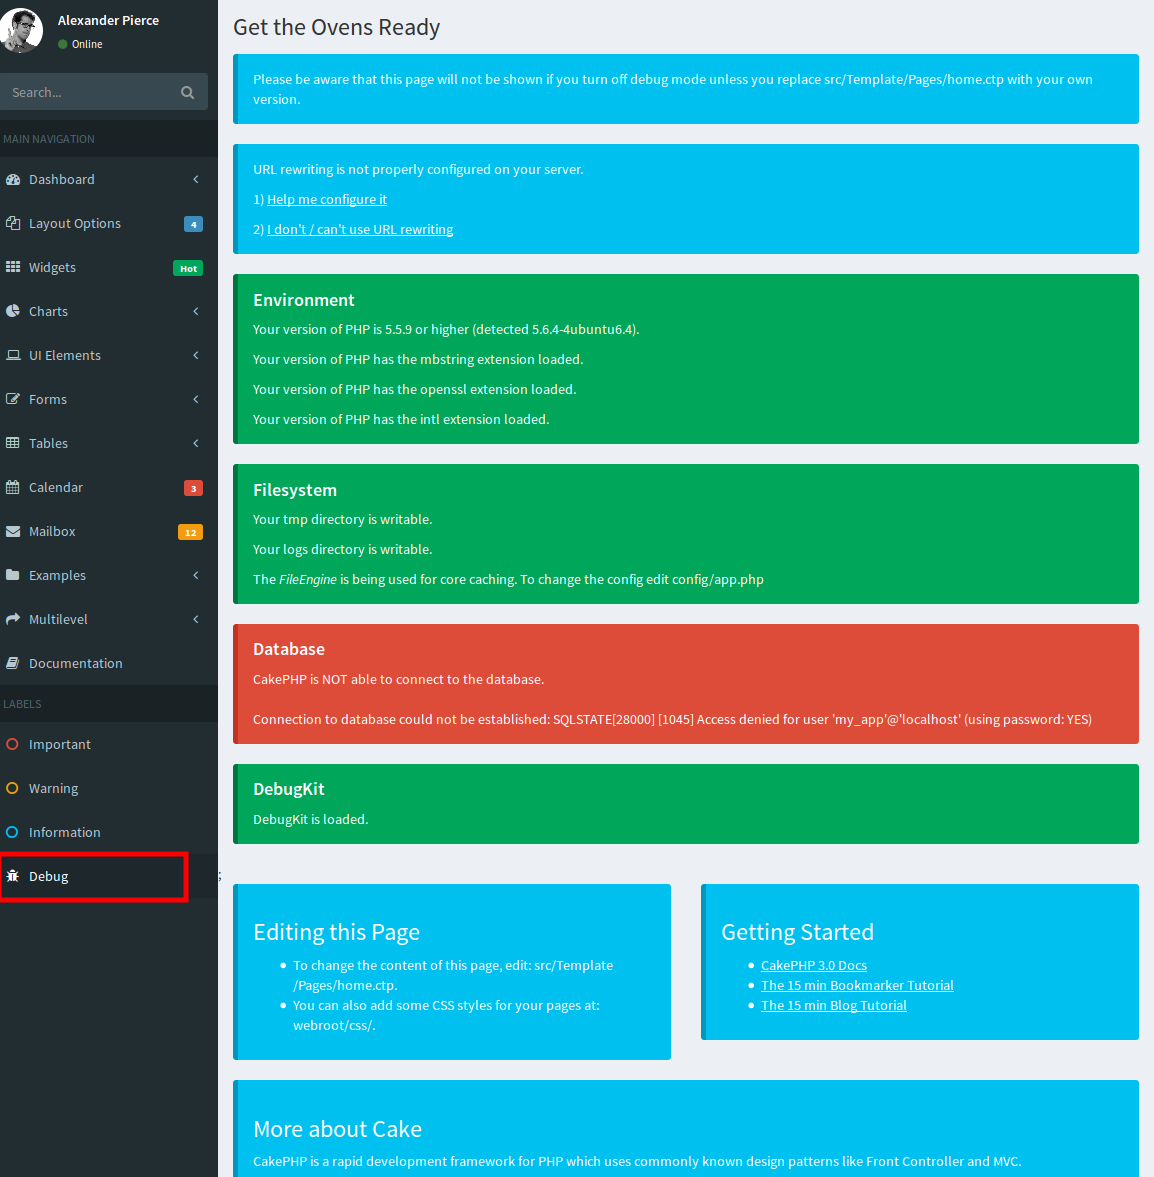 Alexander Pierce
Online
Search...
MAIN NAVIGATION
Dashboard
Layout Options 4
Widgets Hot
Charts
UI Elements
Forms
Tables
Calendar 3
Mailbox 12
Examples
Multilevel
Documentation
LABELS
Important
Warning
Information
Debug
Get the Ovens Ready
Please be aware that this page will not be shown if you turn off debug mode unless you replace src/Template/Pages/home.ctp with your own
version.
URL rewriting is not properly configured on your server.
1) Help me configure it
2) I don't / can't use URL rewriting
Environment
Your version of PHP is 5.5.9 or higher (detected 5.6.4-4ubuntu6.4).
Your version of PHP has the mbstring extension loaded.
Your version of PHP has the openssl extension loaded.
Your version of PHP has the intl extension loaded.
Filesystem
Your tmp directory is writable.
Your logs directory is writable.
The FileEngine is being used for core caching. To change the config edit config/app.php
Database
CakePHP is NOT able to connect to the database.
Connection to database could not be established: SQLSTATE[28000] [1045] Access denied for user 'my_app'@'localhost' (using password: YES)
DebugKit
DebugKit is loaded.
;
Editing this Page
• To change the content of this page, edit: src/Template
/Pages/home.ctp.
• You can also add some CSS styles for your pages at:
webroot/css/.
Getting Started
• CakePHP 3.0 Docs
• The 15 min Bookmarker Tutorial
• The 15 min Blog Tutorial
More about Cake
CakePHP is a rapid development framework for PHP which uses commonly known design patterns like Front Controller and MVC.